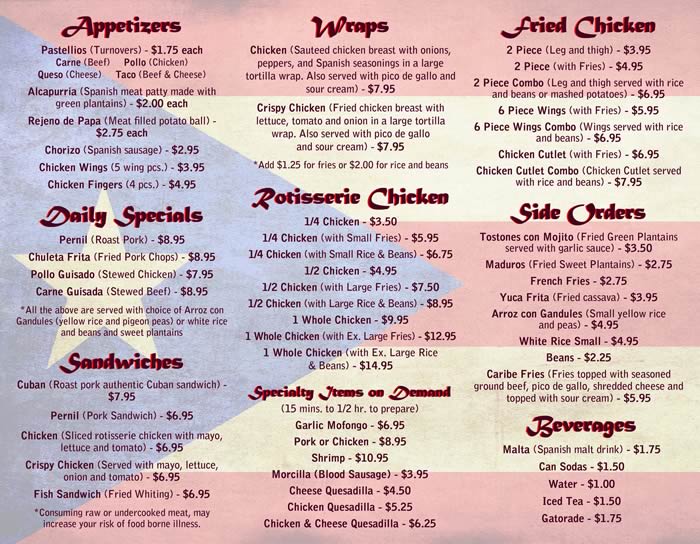 Appetizers
Pastellios (Turnovers) - $1.75 each
Carne (Beef) Pollo (Chicken)
Queso (Cheese) Taco (Beef & Cheese)
Alcapurria (Spanish meat patty made with
green plantains) - $2.00 each
Rejeno de Papa (Meat filled potato ball) -
$2.75 each
Chorizo (Spanish sausage) - $2.95
Chicken Wings (5 wing pcs.) - $3.95
Chicken Fingers (4 pcs.) - $4.95
Daily Specials
Pernil (Roast Pork) - $8.95
Chuleta Frita (Fried Pork Chops) - $8.95
Pollo Guisado (Stewed Chicken) - $7.95
Carne Guisada (Stewed Beef) - $8.95
*All the above are served with choice of Arroz con
Gandules (yellow rice and pigeon peas) or white rice
and beans and sweet plantains
Sandwiches
Cuban (Roast pork authentic Cuban sandwich) -
$7.95
Pernil (Pork Sandwich) - $6.95
Chicken (Sliced rotisserie chicken with mayo,
lettuce and tomato) - $6.95
Crispy Chicken (Served with mayo, lettuce,
onion and tomato) - $6.95
Fish Sandwich (Fried Whiting) - $6.95
*Consuming raw or undercooked meat, may
increase your risk of food borne illness.
Wraps
Chicken (Sauteed chicken breast with onions,
peppers, and Spanish seasonings in a large
tortilla wrap. Also served with pico de gallo and
sour cream) - $7.95
Crispy Chicken (Fried chicken breast with
lettuce, tomato and onion in a large tortilla
wrap. Also served with pico de gallo
and sour cream) - $7.95
*Add $1.25 for fries or $2.00 for rice and beans
Rotisserie Chicken
1/4 Chicken - $3.50
1/4 Chicken (with Small Fries) - $5.95
1/4 Chicken (with Small Rice & Beans) - $6.75
1/2 Chicken - $4.95
1/2 Chicken (with Large Fries) - $7.50
1/2 Chicken (with Large Rice & Beans) - $8.95
1 Whole Chicken - $9.95
1 Whole Chicken (with Ex. Large Fries) - $12.95
1 Whole Chicken (with Ex. Large Rice
& Beans) - $14.95
Specialty Items on Demand
(15 mins. to 1/2 hr. to prepare)
Garlic Mofongo - $6.95
Pork or Chicken - $8.95
Shrimp - $10.95
Morcilla (Blood Sausage) - $3.95
Cheese Quesadilla - $4.50
Chicken Quesadilla - $5.25
Chicken & Cheese Quesadilla - $6.25
Fried Chicken
2 Piece (Leg and thigh) - $3.95
2 Piece (with Fries) - $4.95
2 Piece Combo (Leg and thigh served with rice
and beans or mashed potatoes) - $6.95
6 Piece Wings (with Fries) - $5.95
6 Piece Wings Combo (Wings served with rice
and beans) - $6.95
Chicken Cutlet (with Fries) - $6.95
Chicken Cutlet Combo (Chicken Cutlet served
with rice and beans) - $7.95
Side Orders
Tostones con Mojito (Fried Green Plantains
served with garlic sauce) - $3.50
Maduros (Fried Sweet Plantains) - $2.75
French Fries - $2.75
Yuca Frita (Fried cassava) - $3.95
Arroz con Gandules (Small yellow rice
and peas) - $4.95
White Rice Small - $4.95
Beans - $2.25
Caribe Fries (Fries topped with seasoned
ground beef, pico de gallo, shredded cheese and
topped with sour cream) - $5.95
Beverages
Malta (Spanish malt drink) - $1.75
Can Sodas - $1.50
Water - $1.00
Iced Tea - $1.50
Gatorade - $1.75